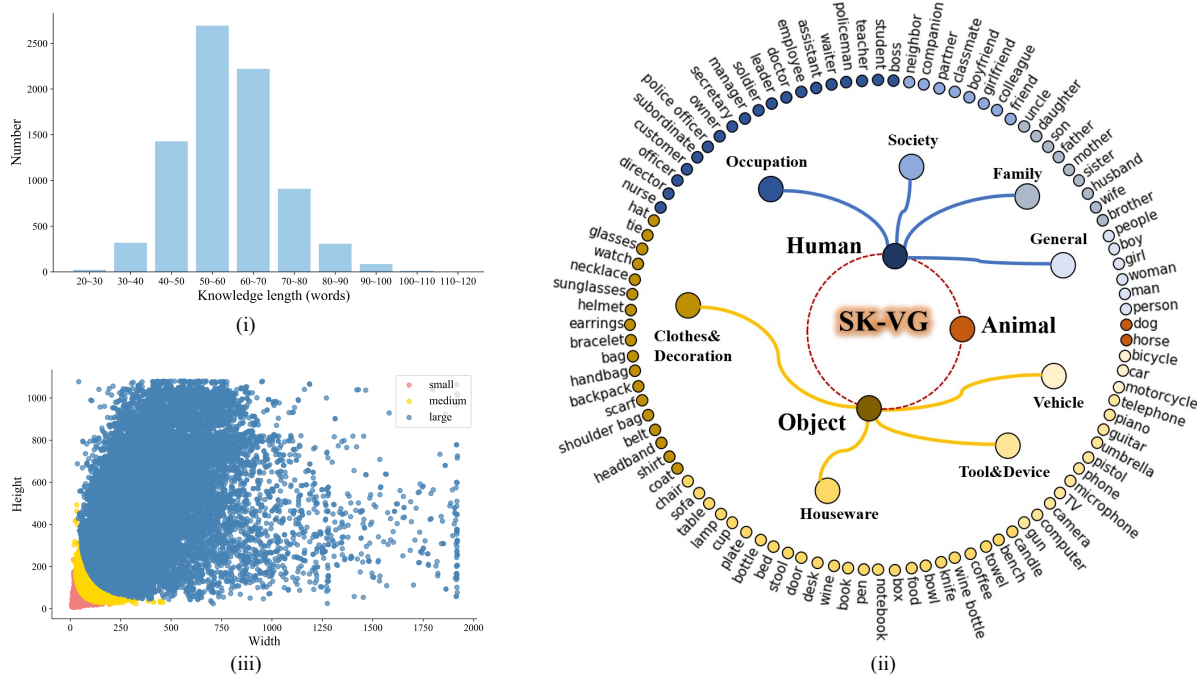 2500
2000
1500
1000
500
0
Number
20~30 30~40 40~50 50~60 60~70 70~80 80~90 90~100 100~110 110~120
Knowledge length (words)
(i)
small
medium
large
1000
800
600
400
200
0
Height
0 250 500 750 1000 1250 1500 1750 2000
Width
(iii)
SK-VG
Human
Occupation
Society
Family
General
Animal
Object
Clothes&
Decoration
Vehicle
Tool&Device
Houseware
boss
neighbor
companion
partner
classmate
boyfriend
girlfriend
colleague
friend
uncle
daughter
son
father
mother
sister
husband
wife
brother
people
boy
girl
woman
man
person
dog
horse
bicycle
car
motorcycle
telephone
piano
guitar
umbrella
pistol
phone
microphone
TV
camera
computer
gun
candle
bench
towel
coffee
wine bottle
knife
bowl
food
box
notebook
pen
book
wine
desk
door
stool
bed
bottle
plate
cup
lamp
table
sofa
chair
coat
shirt
headband
belt
shoulder bag
scarf
backpack
handbag
bag
bracelet
earrings
helmet
sunglasses
necklace
watch
glasses
tie
hat
nurse
director
officer
customer
subordinate
police officer
owner
secretary
manager
soldier
leader
doctor
employee
assistant
waiter
policeman
teacher
student
(ii)